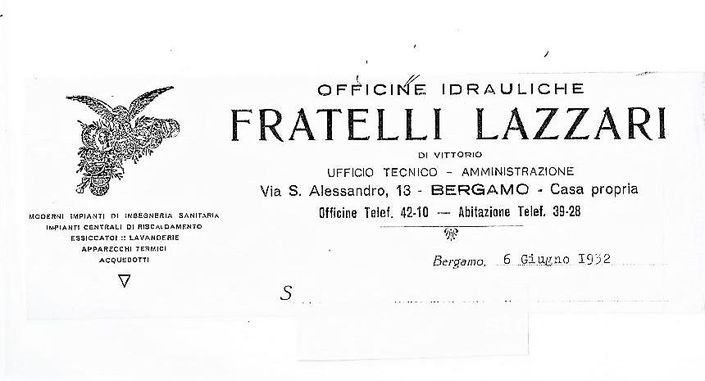 OFFICINE IDRAULICHE
FRATELLI LAZZARI
DI VITTORIO
UFFICIO TECNICO - AMMINISTRAZIONE
Via S. Alessandro, 13 - BERGAMO - Casa propria
Officine Telef. 42-10 — Abitazione Telef. 39-28
MODERNI IMPIANTI DI INGEGNERIA SANITARIA
IMPIANTI CENTRALI DI RISCALDAMENTO
ESSICCATOI :: LAVANDERIE
APPARECCHI TERMICI
ACQUEDOTTI
Bergamo, 6 Giugno 1932
S